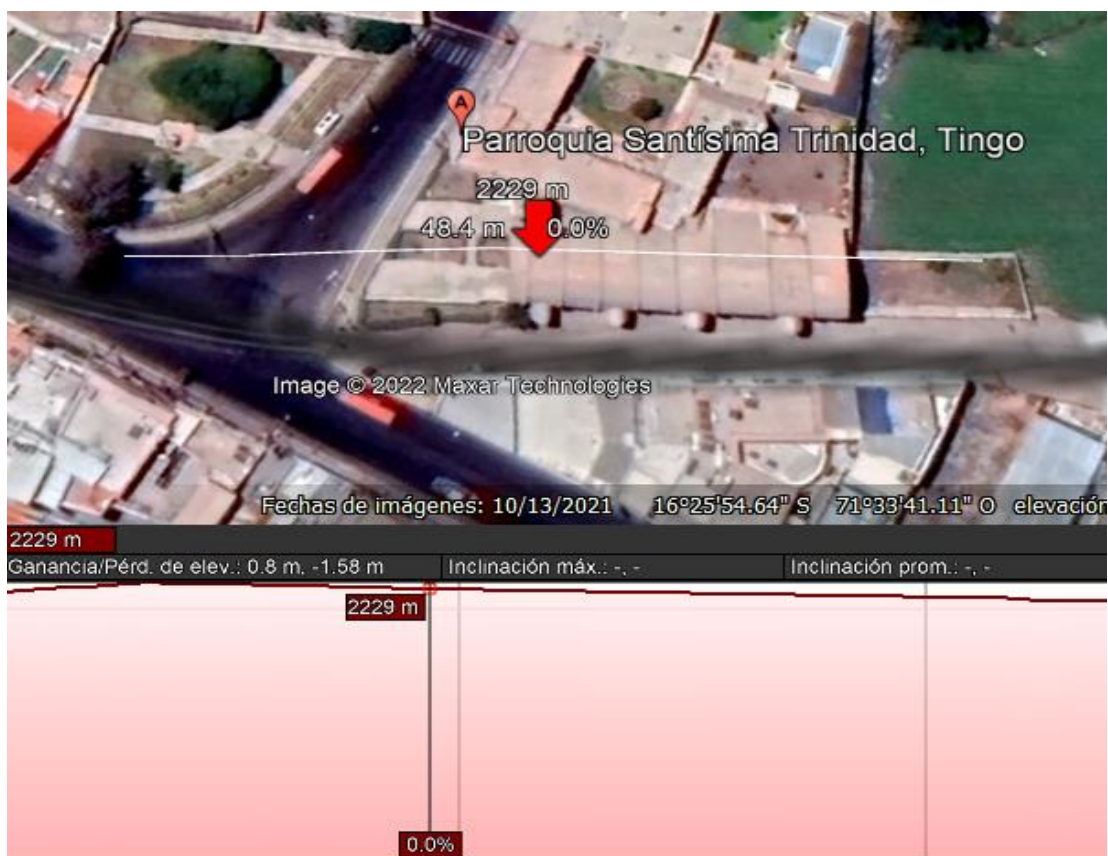 A
Parroquia Santísima Trinidad, Tingo
2229 m
48.4 m 0.0%
Image © 2022 Maxar Technologies
Fechas de imágenes: 10/13/2021 16°25'54.64" S 71°33'41.11" O elevación
2229 m
Ganancia/Pérd. de elev.: 0.8 m, -1.58 m Inclinación máx.: -, - Inclinación prom.: -, -
2229 m
0.0%